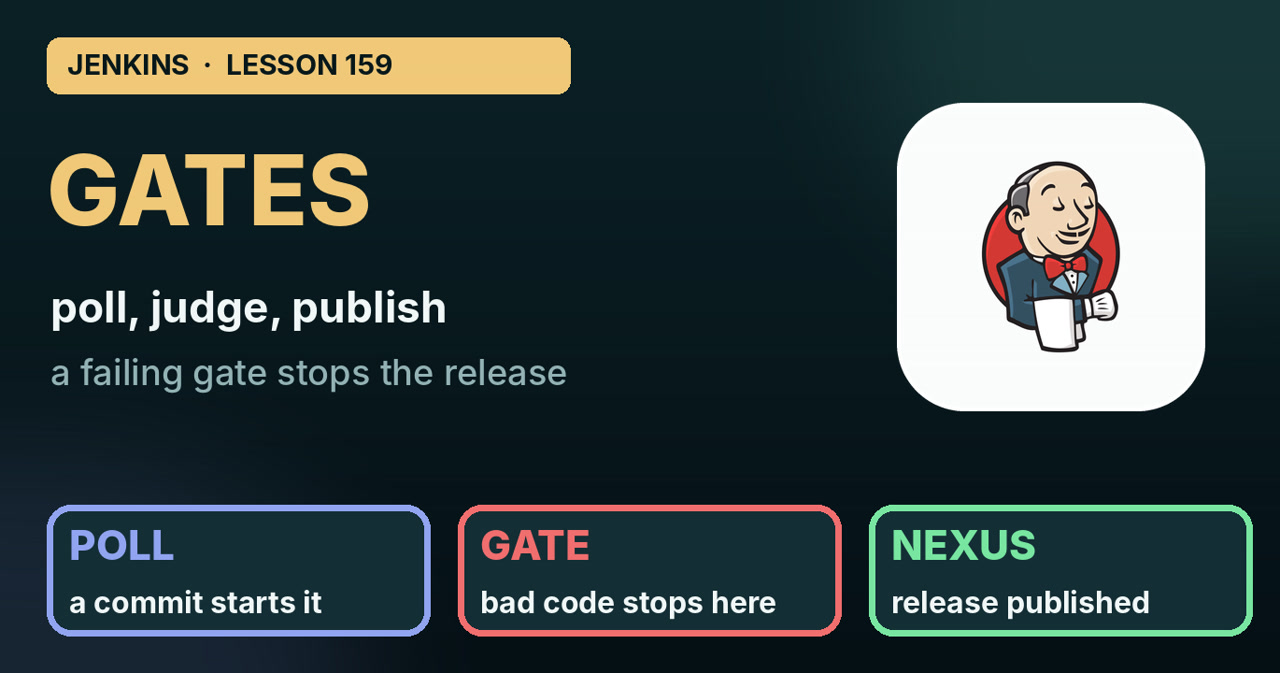 JENKINS · LESSON 159
GATES
poll, judge, publish
a failing gate stops the release
POLL
a commit starts it
GATE
bad code stops here
NEXUS
release published